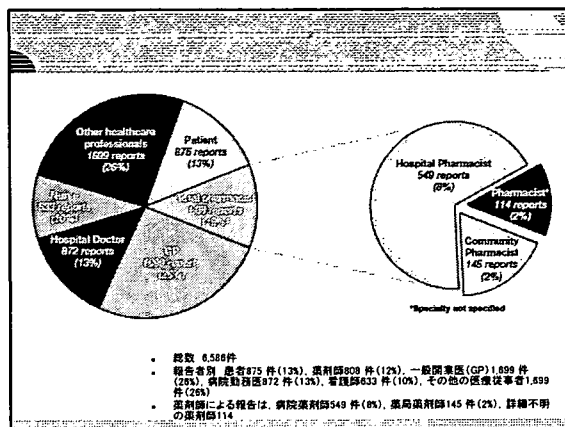 Other healthcare
professionals
1699 reports
(26%)
Patient
875 reports
(13%)
Hospital Doctor
872 reports
(13%)
GP
Hospital Pharmacist
549 reports
(8%)
Pharmacist*
114 reports
(2%)
Community
Pharmacist
145 reports
(2%)
*Specialty not specified
• 総数 6,586件
• 報告者別 患者875 件(13%), 薬剤師808 件(12%), 一般開業医(GP)1,699 件
(26%), 病院勤務医872 件(13%), 看護師633 件(10%), その他の医療従事者1,699
件(26%)
• 薬剤師による報告は, 病院薬剤師549 件(8%), 薬局薬剤師145 件(2%), 詳細不明
の薬剤師114